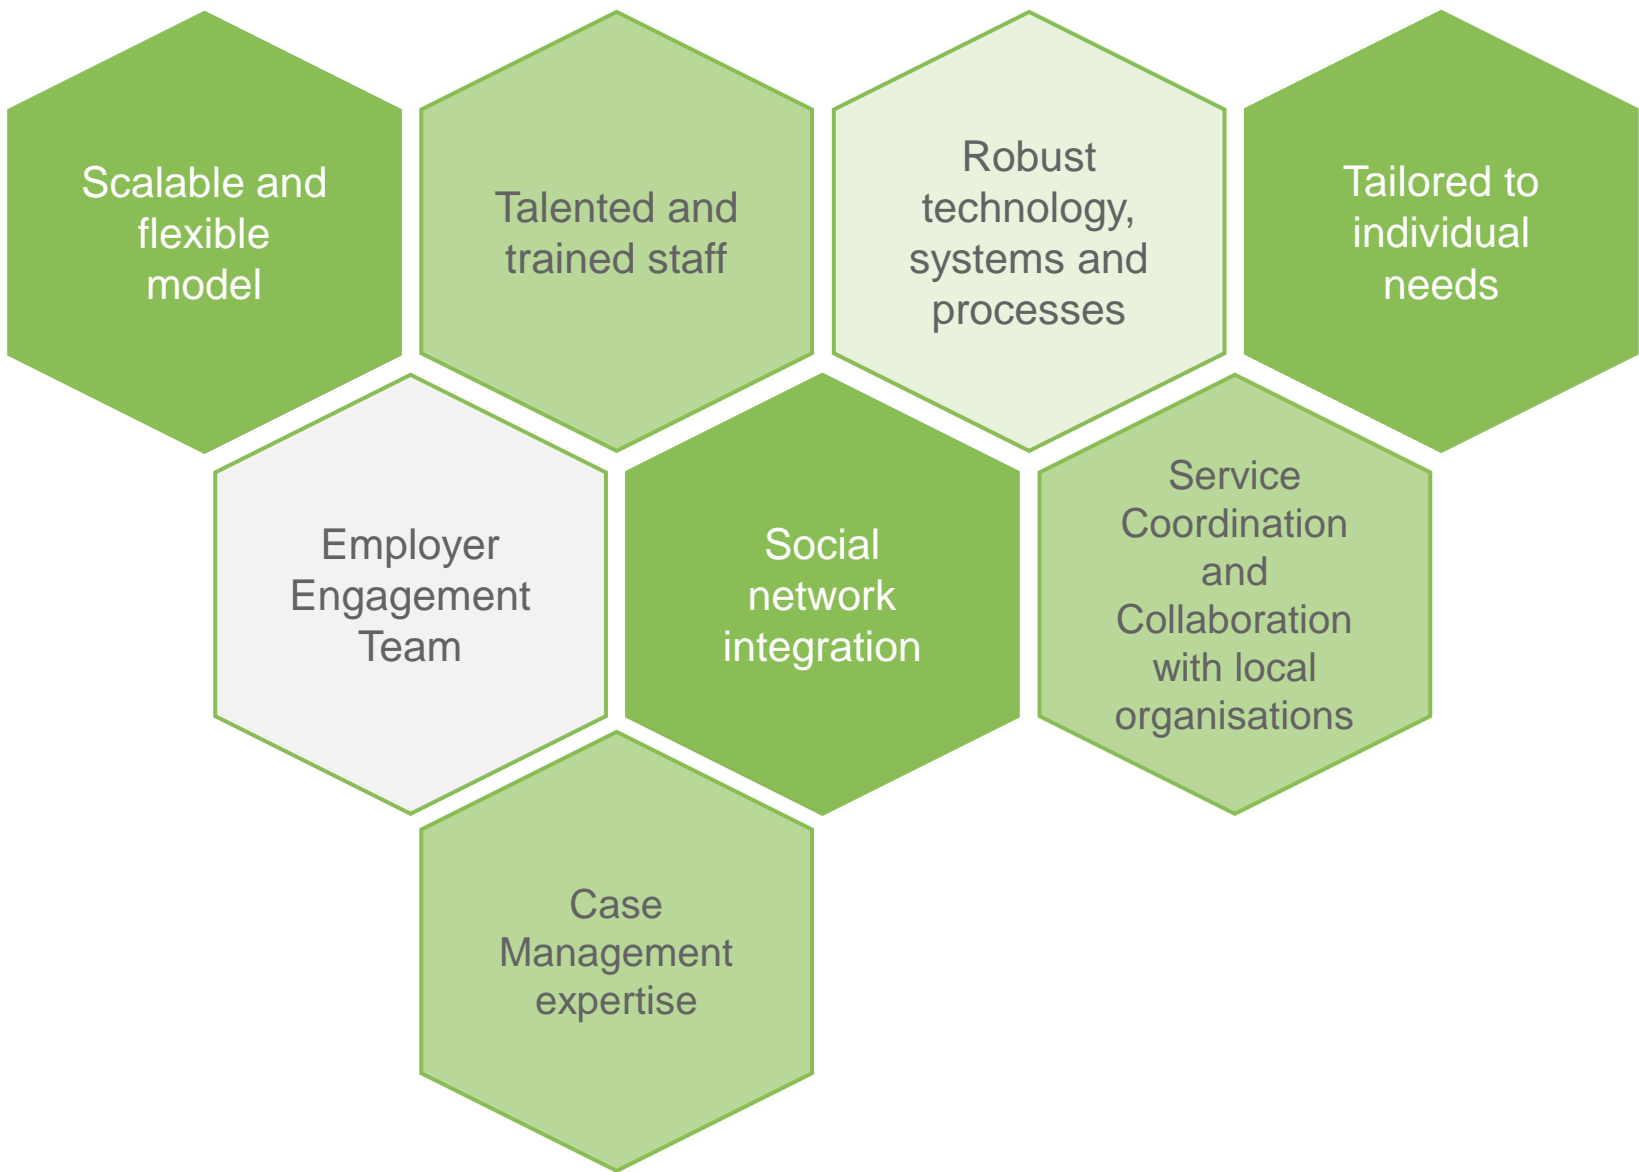 Scalable and
flexible
model
Talented and
trained staff
Robust
technology,
systems and
processes
Tailored to
individual
needs
Employer
Engagement
Team
Social
network
integration
Service
Coordination
and
Collaboration
with local
organisations
Case
Management
expertise